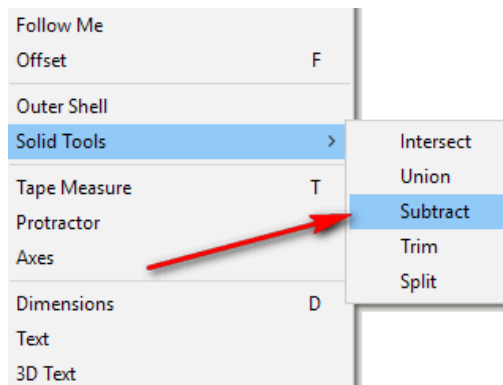 Follow Me
Offset F
Outer Shell
Solid Tools >
Intersect
Union
Subtract
Trim
Split
Tape Measure T
Protractor
Axes
Dimensions D
Text
3D Text